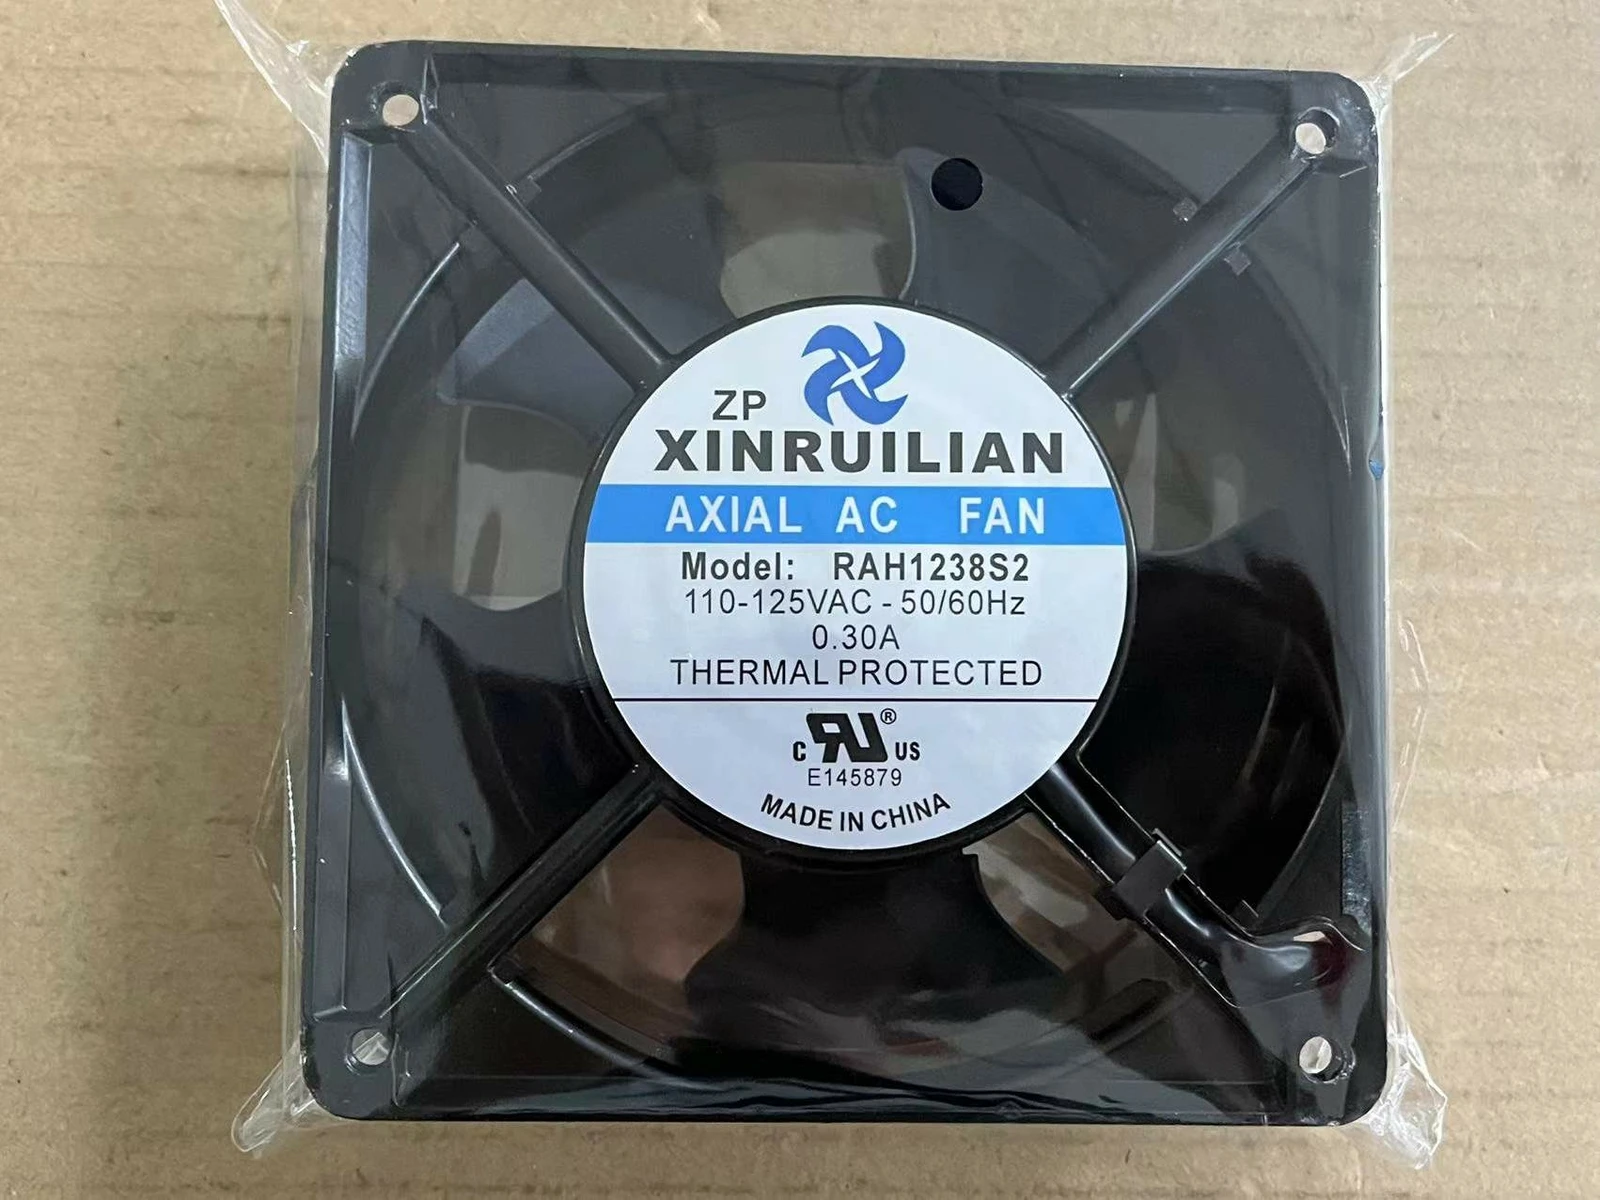 ZP
XINRUILIAN
AXIAL AC FAN
Model: RAH1238S2
110-125VAC - 50/60Hz
0.30A
THERMAL PROTECTED
C RU® US
E145879
MADE IN CHINA